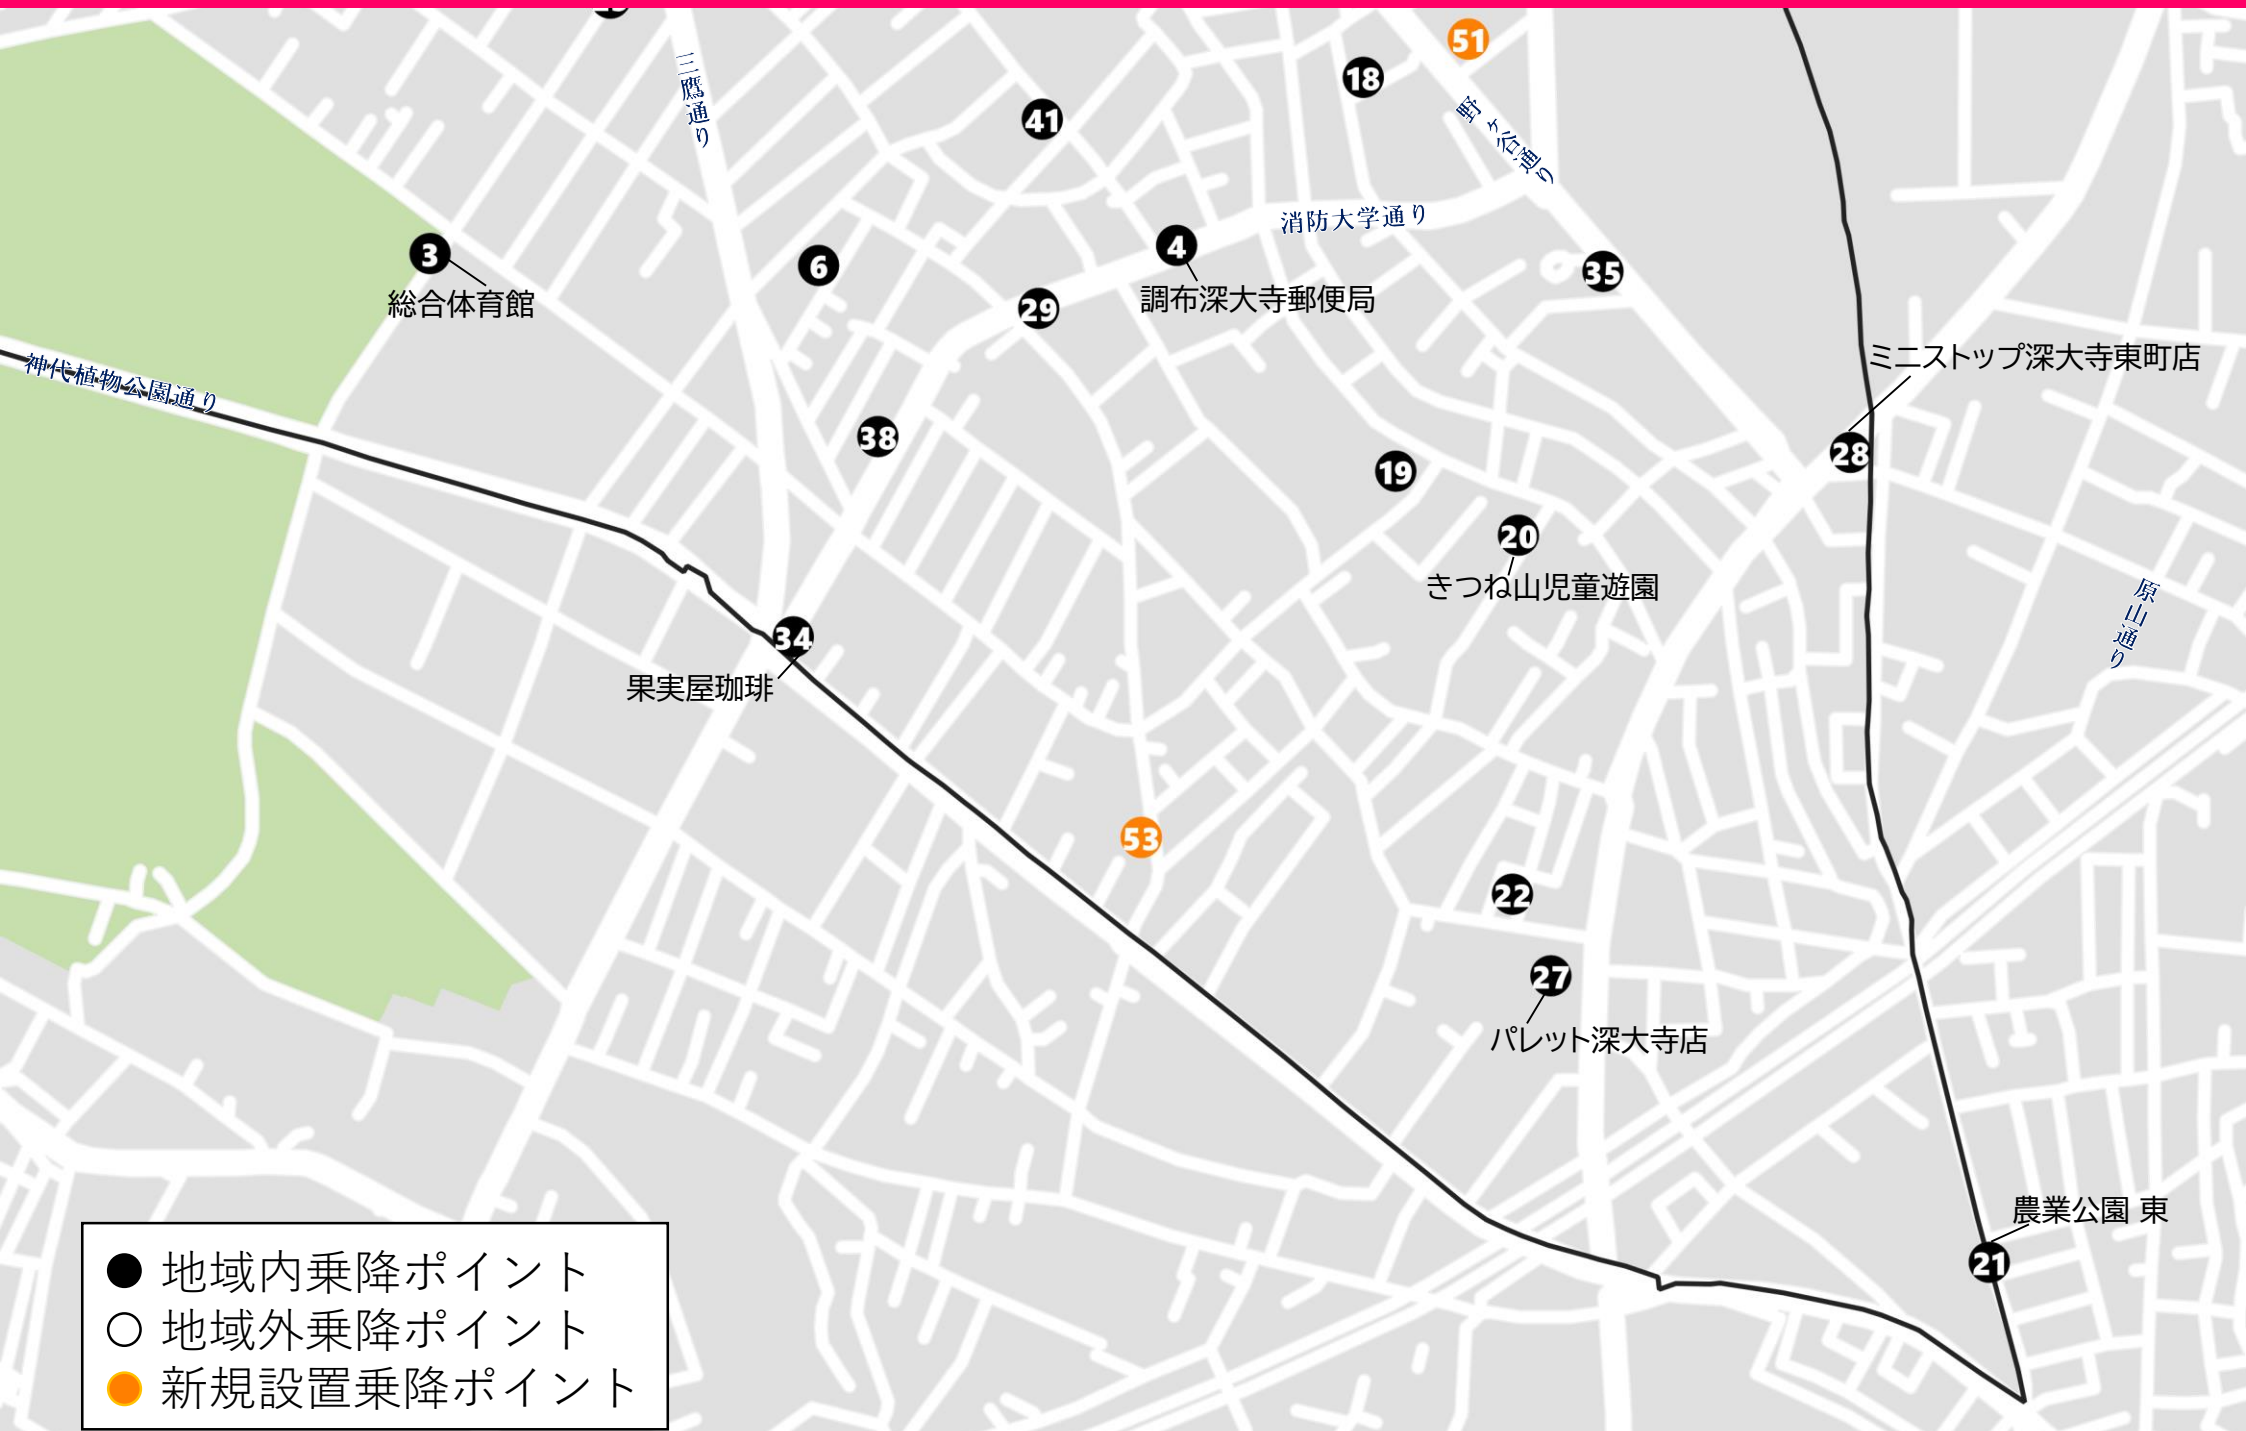 51
18
三鷹通り
41
野ヶ谷通り
消防大学通り
3
総合体育館
6
4
調布深大寺郵便局
35
29
神代植物公園通り
ミニストップ深大寺東町店
38
28
19
20
きつね山児童遊園
原山通り
34
果実屋珈琲
53
22
27
パレット深大寺店
農業公園 東
21
地域内乗降ポイント
地域外乗降ポイント
新規設置乗降ポイント